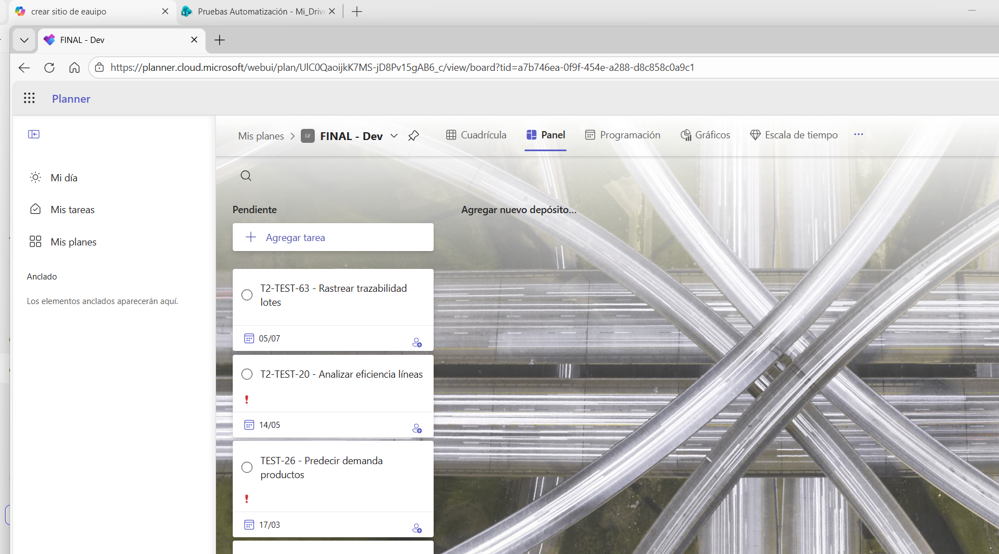 crear sitio de eauipo
Pruebas Automatización - Mi_Drive
FINAL - Dev
https://planner.cloud.microsoft/webui/plan/UlC0QaoijkK7MS-jD8Pv15gAB6_c/view/board?tid=a7b746ea-0f9f-454e-a288-d8c858c0a9c1
Planner
Mi día
Mis tareas
Mis planes
Anclado
Los elementos anclados aparecerán aquí.
Mis planes
GF
FINAL - Dev
Cuadrícula
Panel
Programación
Gráficos
Escala de tiempo
Pendiente
Agregar nuevo depósito...
Agregar tarea
T2-TEST-63 - Rastrear trazabilidad
lotes
05/07
T2-TEST-20 - Analizar eficiencia líneas
14/05
TEST-26 - Predecir demanda
productos
17/03